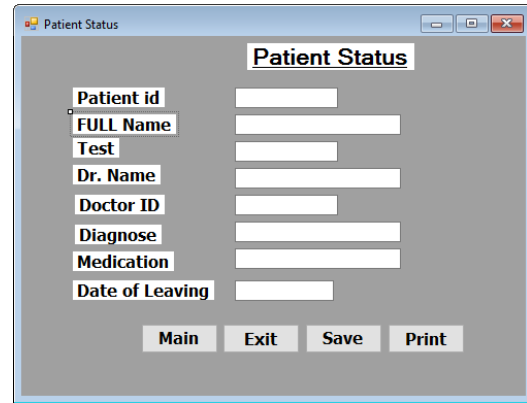 Patient Status
Patient Status
Patient id
FULL Name
Test
Dr. Name
Doctor ID
Diagnose
Medication
Date of Leaving
Main Exit Save Print